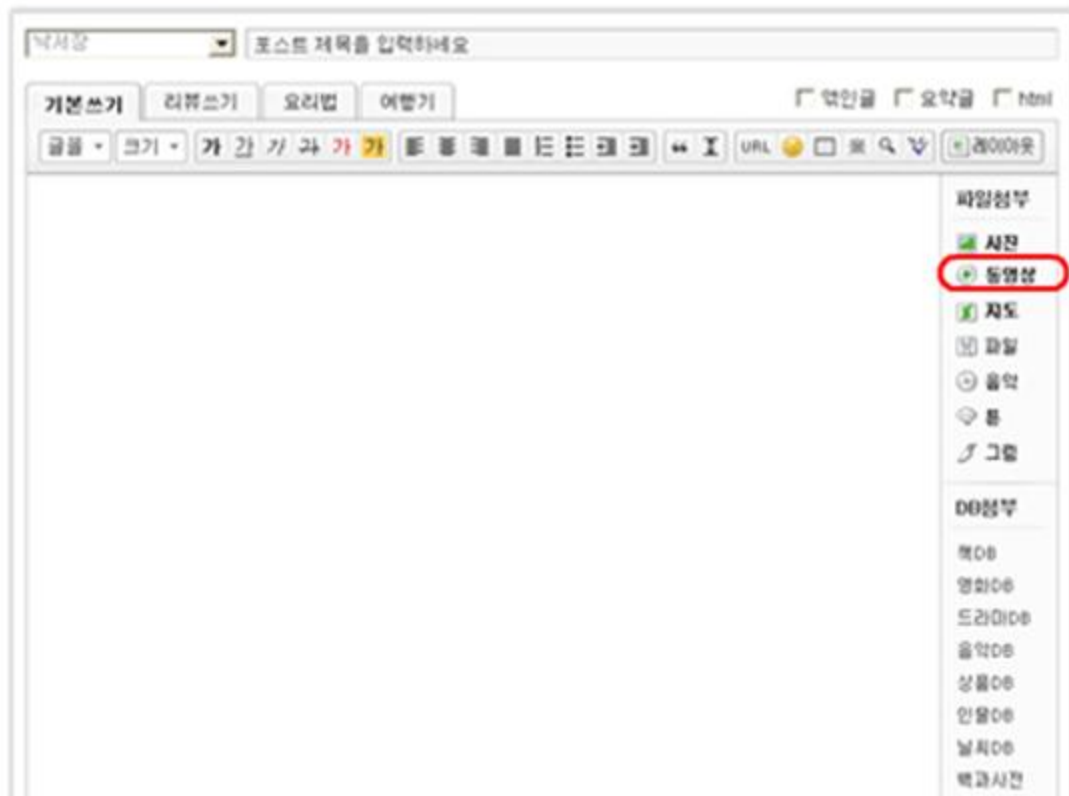 낙서장 포스트 제목을 입력하세요
기본쓰기 리뷰쓰기 요리법 여행기 엮인글 요약글 html
글꼴 크기 가 간 가 가 가 가 URL 레이아웃
파일첨부
사진
동영상
지도
파일
음악
툰
그림
DB첨부
책DB
영화DB
드라마DB
음악DB
상품DB
인물DB
날씨DB
백과사전